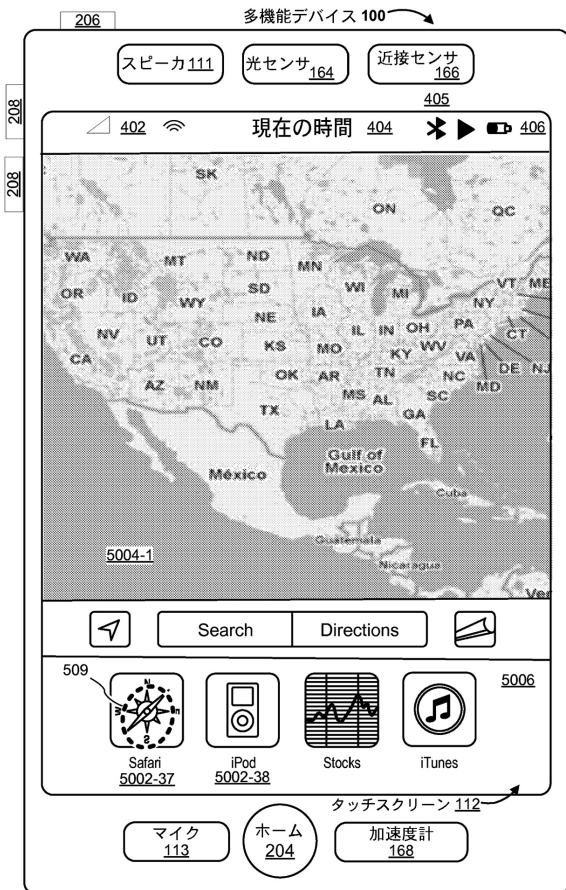 206
多機能デバイス 100
スピーカ 111
光センサ 164
近接センサ 166
208
208
402
現在の時間 404
405
406
SK
ON
QC
WA
MT
ND
MN
OR
ID
SD
WI
MI
VT
ME
WY
NE
IA
NY
NV
UT
CO
IL
IN
OH
PA
CT
CA
KS
MO
KY
WV
VA
DE
NJ
AZ
NM
OK
AR
TN
NC
MD
TX
MS
AL
SC
LA
GA
FL
Gulf of
Mexico
México
Cuba
Guatemala
Nicaragua
Ver
5004-1
Search
Directions
509
5006
N
W
E
S
Safari
5002-37
iPod
5002-38
Stocks
iTunes
タッチスクリーン 112
マイク
113
ホーム
204
加速度計
168